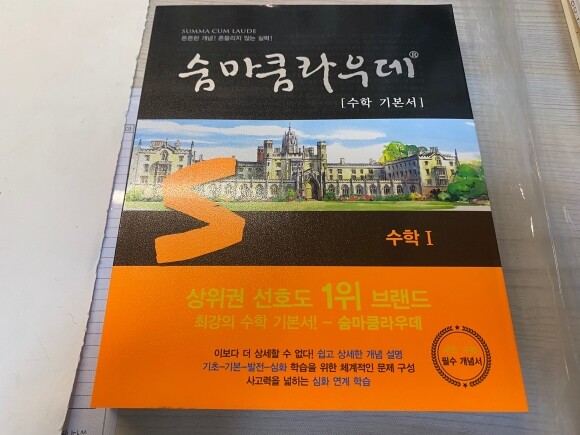 SUMMA CUM LAUDE
튼튼한 개념! 흔들리지 않는 실력!
숨마쿰라우데®
[수학 기본서]
수학 I
상위권 선호도 1위 브랜드
최강의 수학 기본서! - 숨마쿰라우데
이보다 더 상세할 수 없다! 쉽고 상세한 개념 설명
기초-기본-발전-심화 학습을 위한 체계적인 문제 구성
사고력을 넓히는 심화 연계 학습
필수 개념서